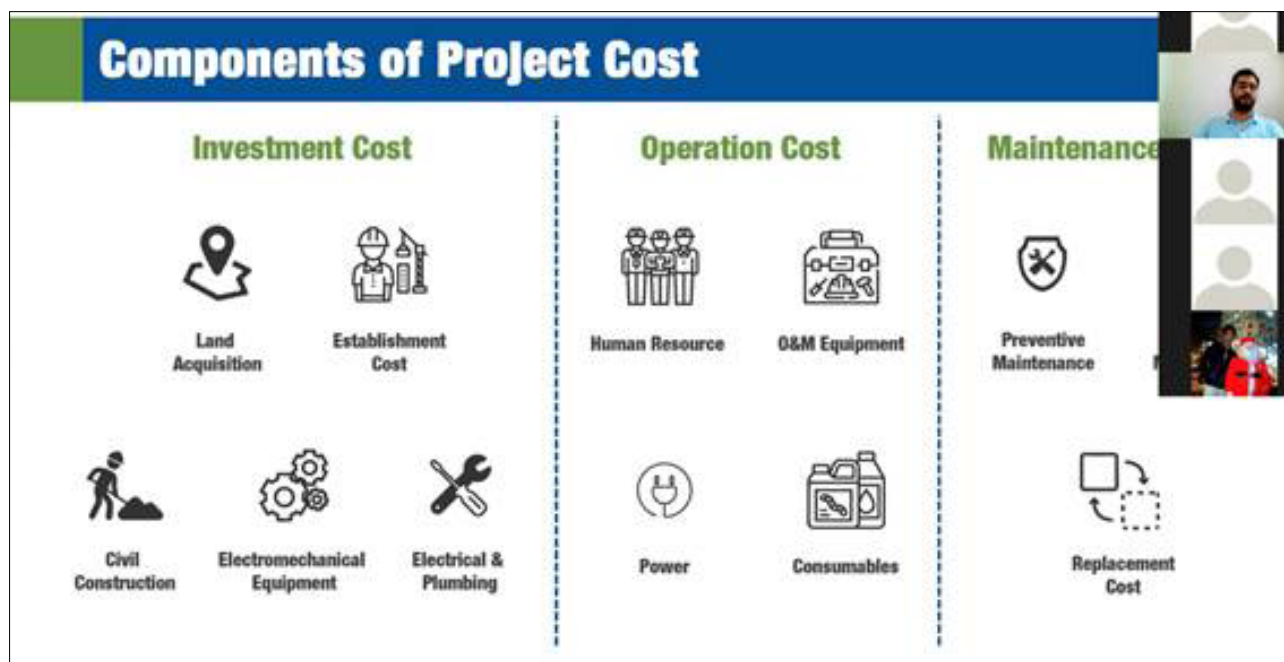 Components of Project Cost
Investment Cost
Land
Acquisition
Establishment
Cost
Civil
Construction
Electromechanical
Equipment
Electrical &
Plumbing
Operation Cost
Human Resource
O&M Equipment
Power
Consumables
Maintenance
Preventive
Maintenance
Replacement
Cost